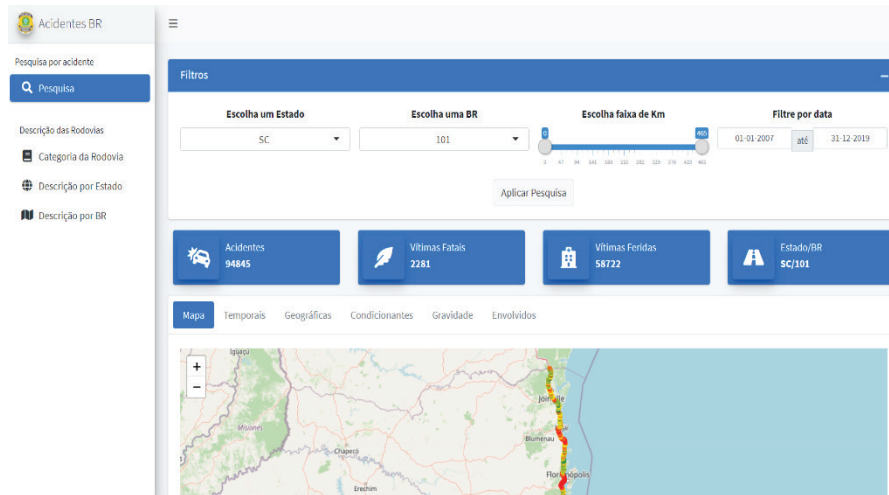 Acidentes BR
Pesquisa por acidente
Pesquisa
Descrição das Rodovias
Categoria da Rodovia
Descrição por Estado
Descrição por BR
Filtros
Escolha um Estado
SC
Escolha uma BR
101
Escolha faixa de Km
0
465
Filtre por data
01-01-2007 até 31-12-2019
Aplicar Pesquisa
Acidentes
94845
Vítimas Fatais
2281
Vítimas Feridas
58722
Estado/BR
SC/101
Mapa Temporais Geográficas Condicionantes Gravidade Envolvidos
+
−
Iguaçu
Misiones
Chapecó
Erechim
Joinville
Blumenau
Florianópolis